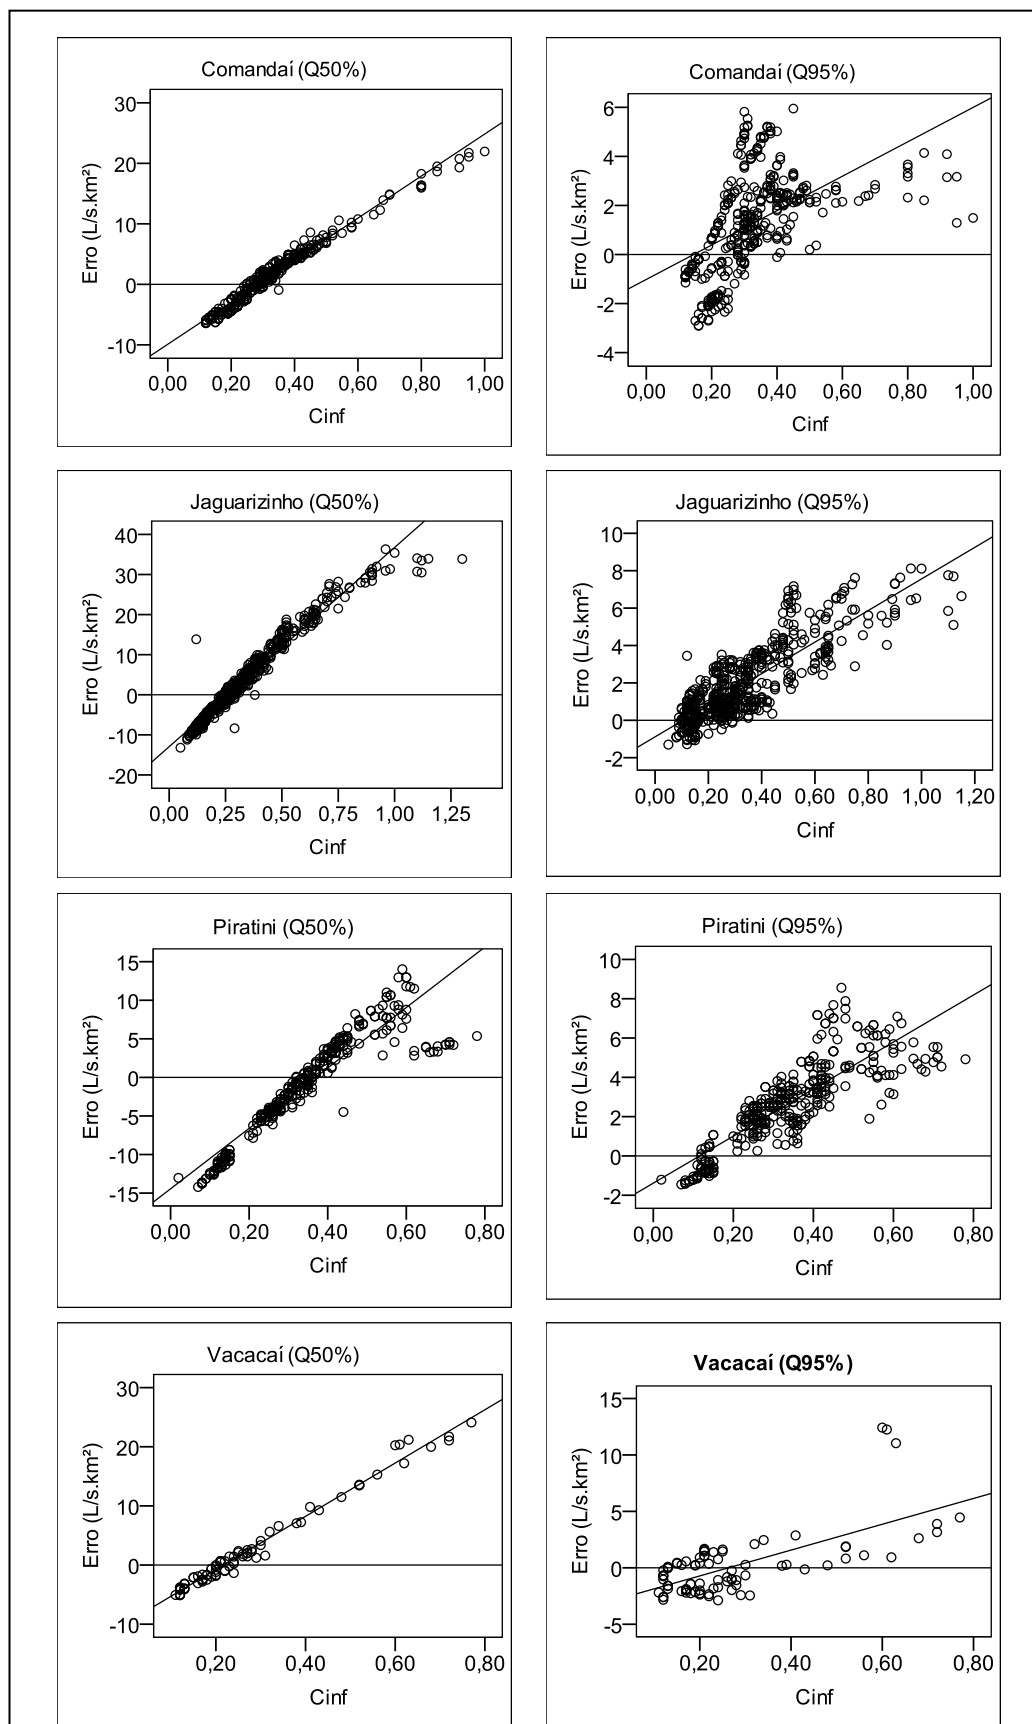 Comandaí (Q50%)
Erro (L/s.km²)
30
20
10
0
-10
0,00 0,20 0,40 0,60 0,80 1,00
Cinf
Comandaí (Q95%)
Erro (L/s.km²)
6
4
2
0
-2
-4
0,00 0,20 0,40 0,60 0,80 1,00
Cinf
Jaguarizinho (Q50%)
Erro (L/s.km²)
40
30
20
10
0
-10
-20
0,00 0,25 0,50 0,75 1,00 1,25
Cinf
Jaguarizinho (Q95%)
Erro (L/s.km²)
10
8
6
4
2
0
-2
0,00 0,20 0,40 0,60 0,80 1,00 1,20
Cinf
Piratini (Q50%)
Erro (L/s.km²)
15
10
5
0
-5
-10
-15
0,00 0,20 0,40 0,60 0,80
Cinf
Piratini (Q95%)
Erro (L/s.km²)
10
8
6
4
2
0
-2
0,00 0,20 0,40 0,60 0,80
Cinf
Vacacaí (Q50%)
Erro (L/s.km²)
30
20
10
0
-10
0,20 0,40 0,60 0,80
Cinf
Vacacaí (Q95%)
Erro (L/s.km²)
15
10
5
0
-5
0,20 0,40 0,60 0,80
Cinf